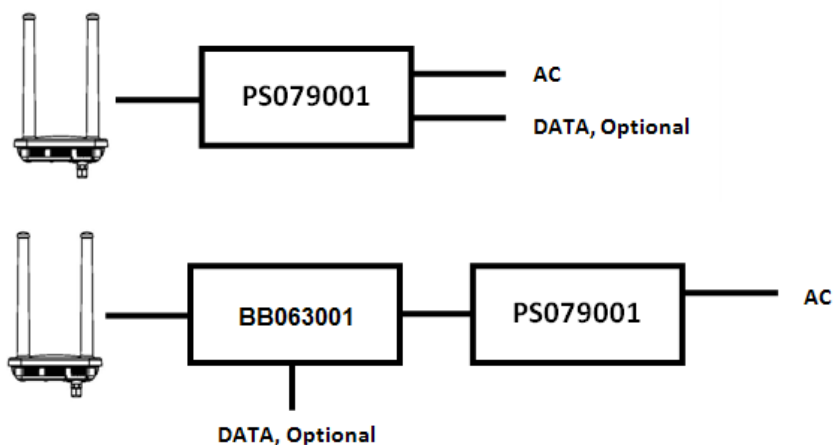 PS079001
AC
DATA, Optional
BB063001
PS079001
AC
DATA, Optional